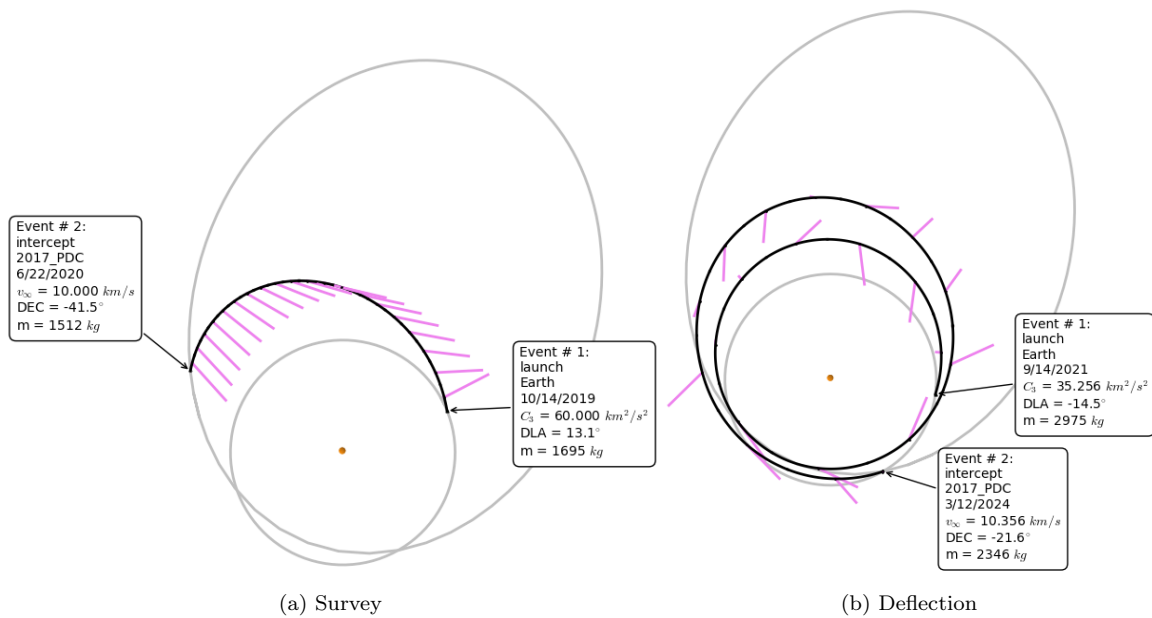 Event # 2:
intercept
2017_PDC
6/22/2020
v∞ = 10.000 km/s
DEC = -41.5°
m = 1512 kg
Event # 1:
launch
Earth
10/14/2019
C₃ = 60.000 km²/s²
DLA = 13.1°
m = 1695 kg
(a) Survey
Event # 1:
launch
Earth
9/14/2021
C₃ = 35.256 km²/s²
DLA = -14.5°
m = 2975 kg
Event # 2:
intercept
2017_PDC
3/12/2024
v∞ = 10.356 km/s
DEC = -21.6°
m = 2346 kg
(b) Deflection